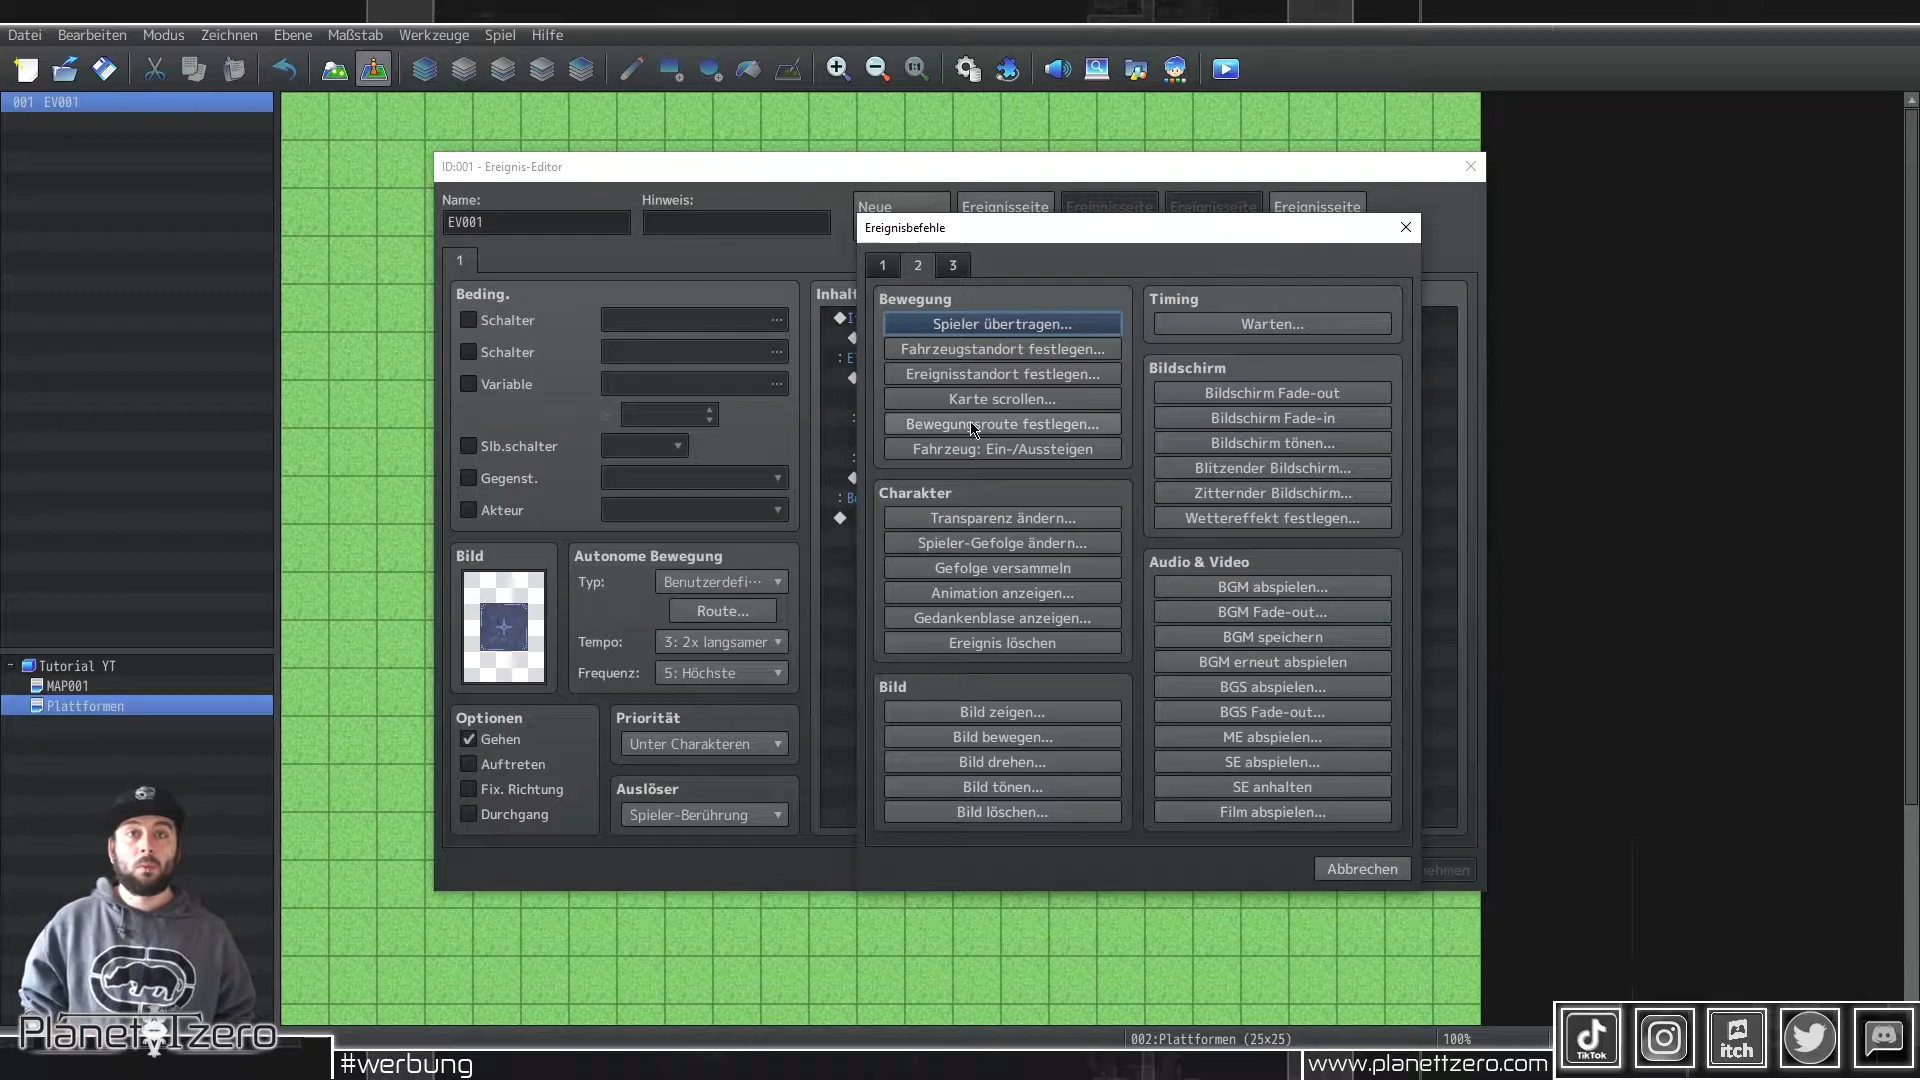 Datei Bearbeiten Modus Zeichnen Ebene Maßstab Werkzeuge Spiel Hilfe
001 EV001
ID:001 - Ereignis-Editor
Name:
Hinweis:
EV001
Neue
Ereignisseite
Ereignisseite
Ereignisseite
Ereignisseite
1
Beding.
Schalter
Schalter
Variable
Slb.schalter
Gegenst.
Akteur
Bild
Autonome Bewegung
Typ:
Benutzerdefi···
Route...
Tempo:
3: 2x langsamer
Frequenz:
5: Höchste
Optionen
Gehen
Auftreten
Fix. Richtung
Durchgang
Priorität
Unter Charakteren
Auslöser
Spieler-Berührung
Ereignisbefehle
1 2 3
Bewegung
Spieler übertragen...
Fahrzeugstandort festlegen...
Ereignisstandort festlegen...
Karte scrollen...
Bewegungsroute festlegen...
Fahrzeug: Ein-/Aussteigen
Charakter
Transparenz ändern...
Spieler-Gefolge ändern...
Gefolge versammeln
Animation anzeigen...
Gedankenblase anzeigen...
Ereignis löschen
Bild
Bild zeigen...
Bild bewegen...
Bild drehen...
Bild tönen...
Bild löschen...
Timing
Warten...
Bildschirm
Bildschirm Fade-out
Bildschirm Fade-in
Bildschirm tönen...
Blitzender Bildschirm...
Zitternder Bildschirm...
Wettereffekt festlegen...
Audio & Video
BGM abspielen...
BGM Fade-out...
BGM speichern
BGM erneut abspielen
BGS abspielen...
BGS Fade-out...
ME abspielen...
SE abspielen...
SE anhalten
Film abspielen...
Abbrechen
Tutorial YT
MAP001
Plattformen
002:Plattformen (25x25)
100%
PlanetTzero
#werbung
www.planettzero.com
TikTok
itch